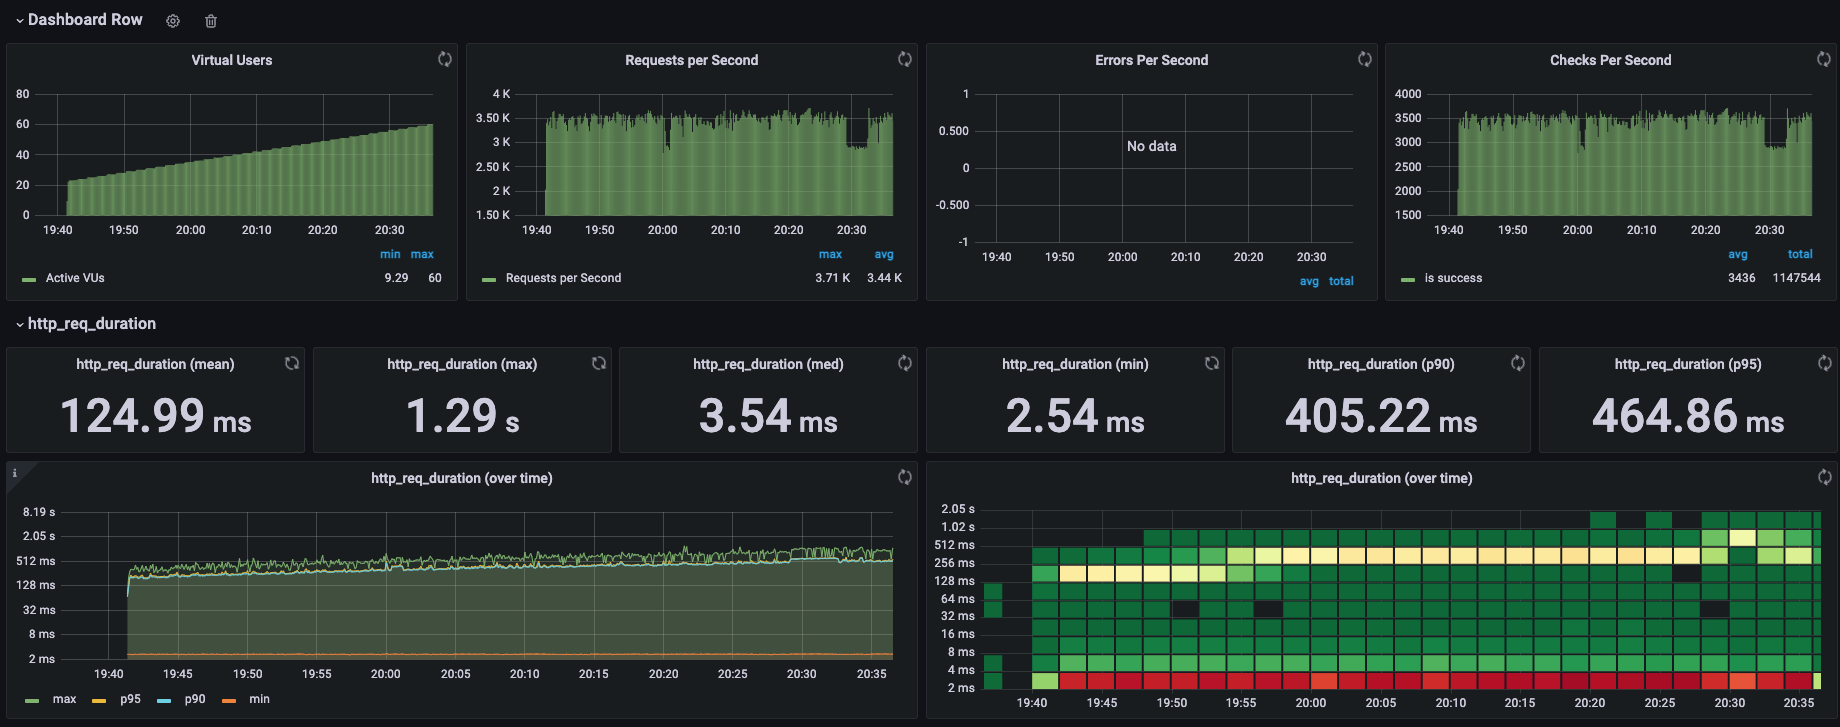 Dashboard Row
Virtual Users
80
60
40
20
0
19:40 19:50 20:00 20:10 20:20 20:30
min max
Active VUs 9.29 60
Requests per Second
4 K
3.50 K
3 K
2.50 K
2 K
1.50 K
19:40 19:50 20:00 20:10 20:20 20:30
max avg
Requests per Second 3.71 K 3.44 K
Errors Per Second
1
0.500
0
-0.500
-1
No data
19:40 19:50 20:00 20:10 20:20 20:30
avg total
Checks Per Second
4000
3500
3000
2500
2000
1500
19:40 19:50 20:00 20:10 20:20 20:30
avg total
is success 3436 1147544
http_req_duration
http_req_duration (mean)
124.99 ms
http_req_duration (max)
1.29 s
http_req_duration (med)
3.54 ms
http_req_duration (min)
2.54 ms
http_req_duration (p90)
405.22 ms
http_req_duration (p95)
464.86 ms
i
http_req_duration (over time)
8.19 s
2.05 s
512 ms
128 ms
32 ms
8 ms
2 ms
19:40 19:45 19:50 19:55 20:00 20:05 20:10 20:15 20:20 20:25 20:30 20:35
max p95 p90 min
http_req_duration (over time)
2.05 s
1.02 s
512 ms
256 ms
128 ms
64 ms
32 ms
16 ms
8 ms
4 ms
2 ms
19:40 19:45 19:50 19:55 20:00 20:05 20:10 20:15 20:20 20:25 20:30 20:35